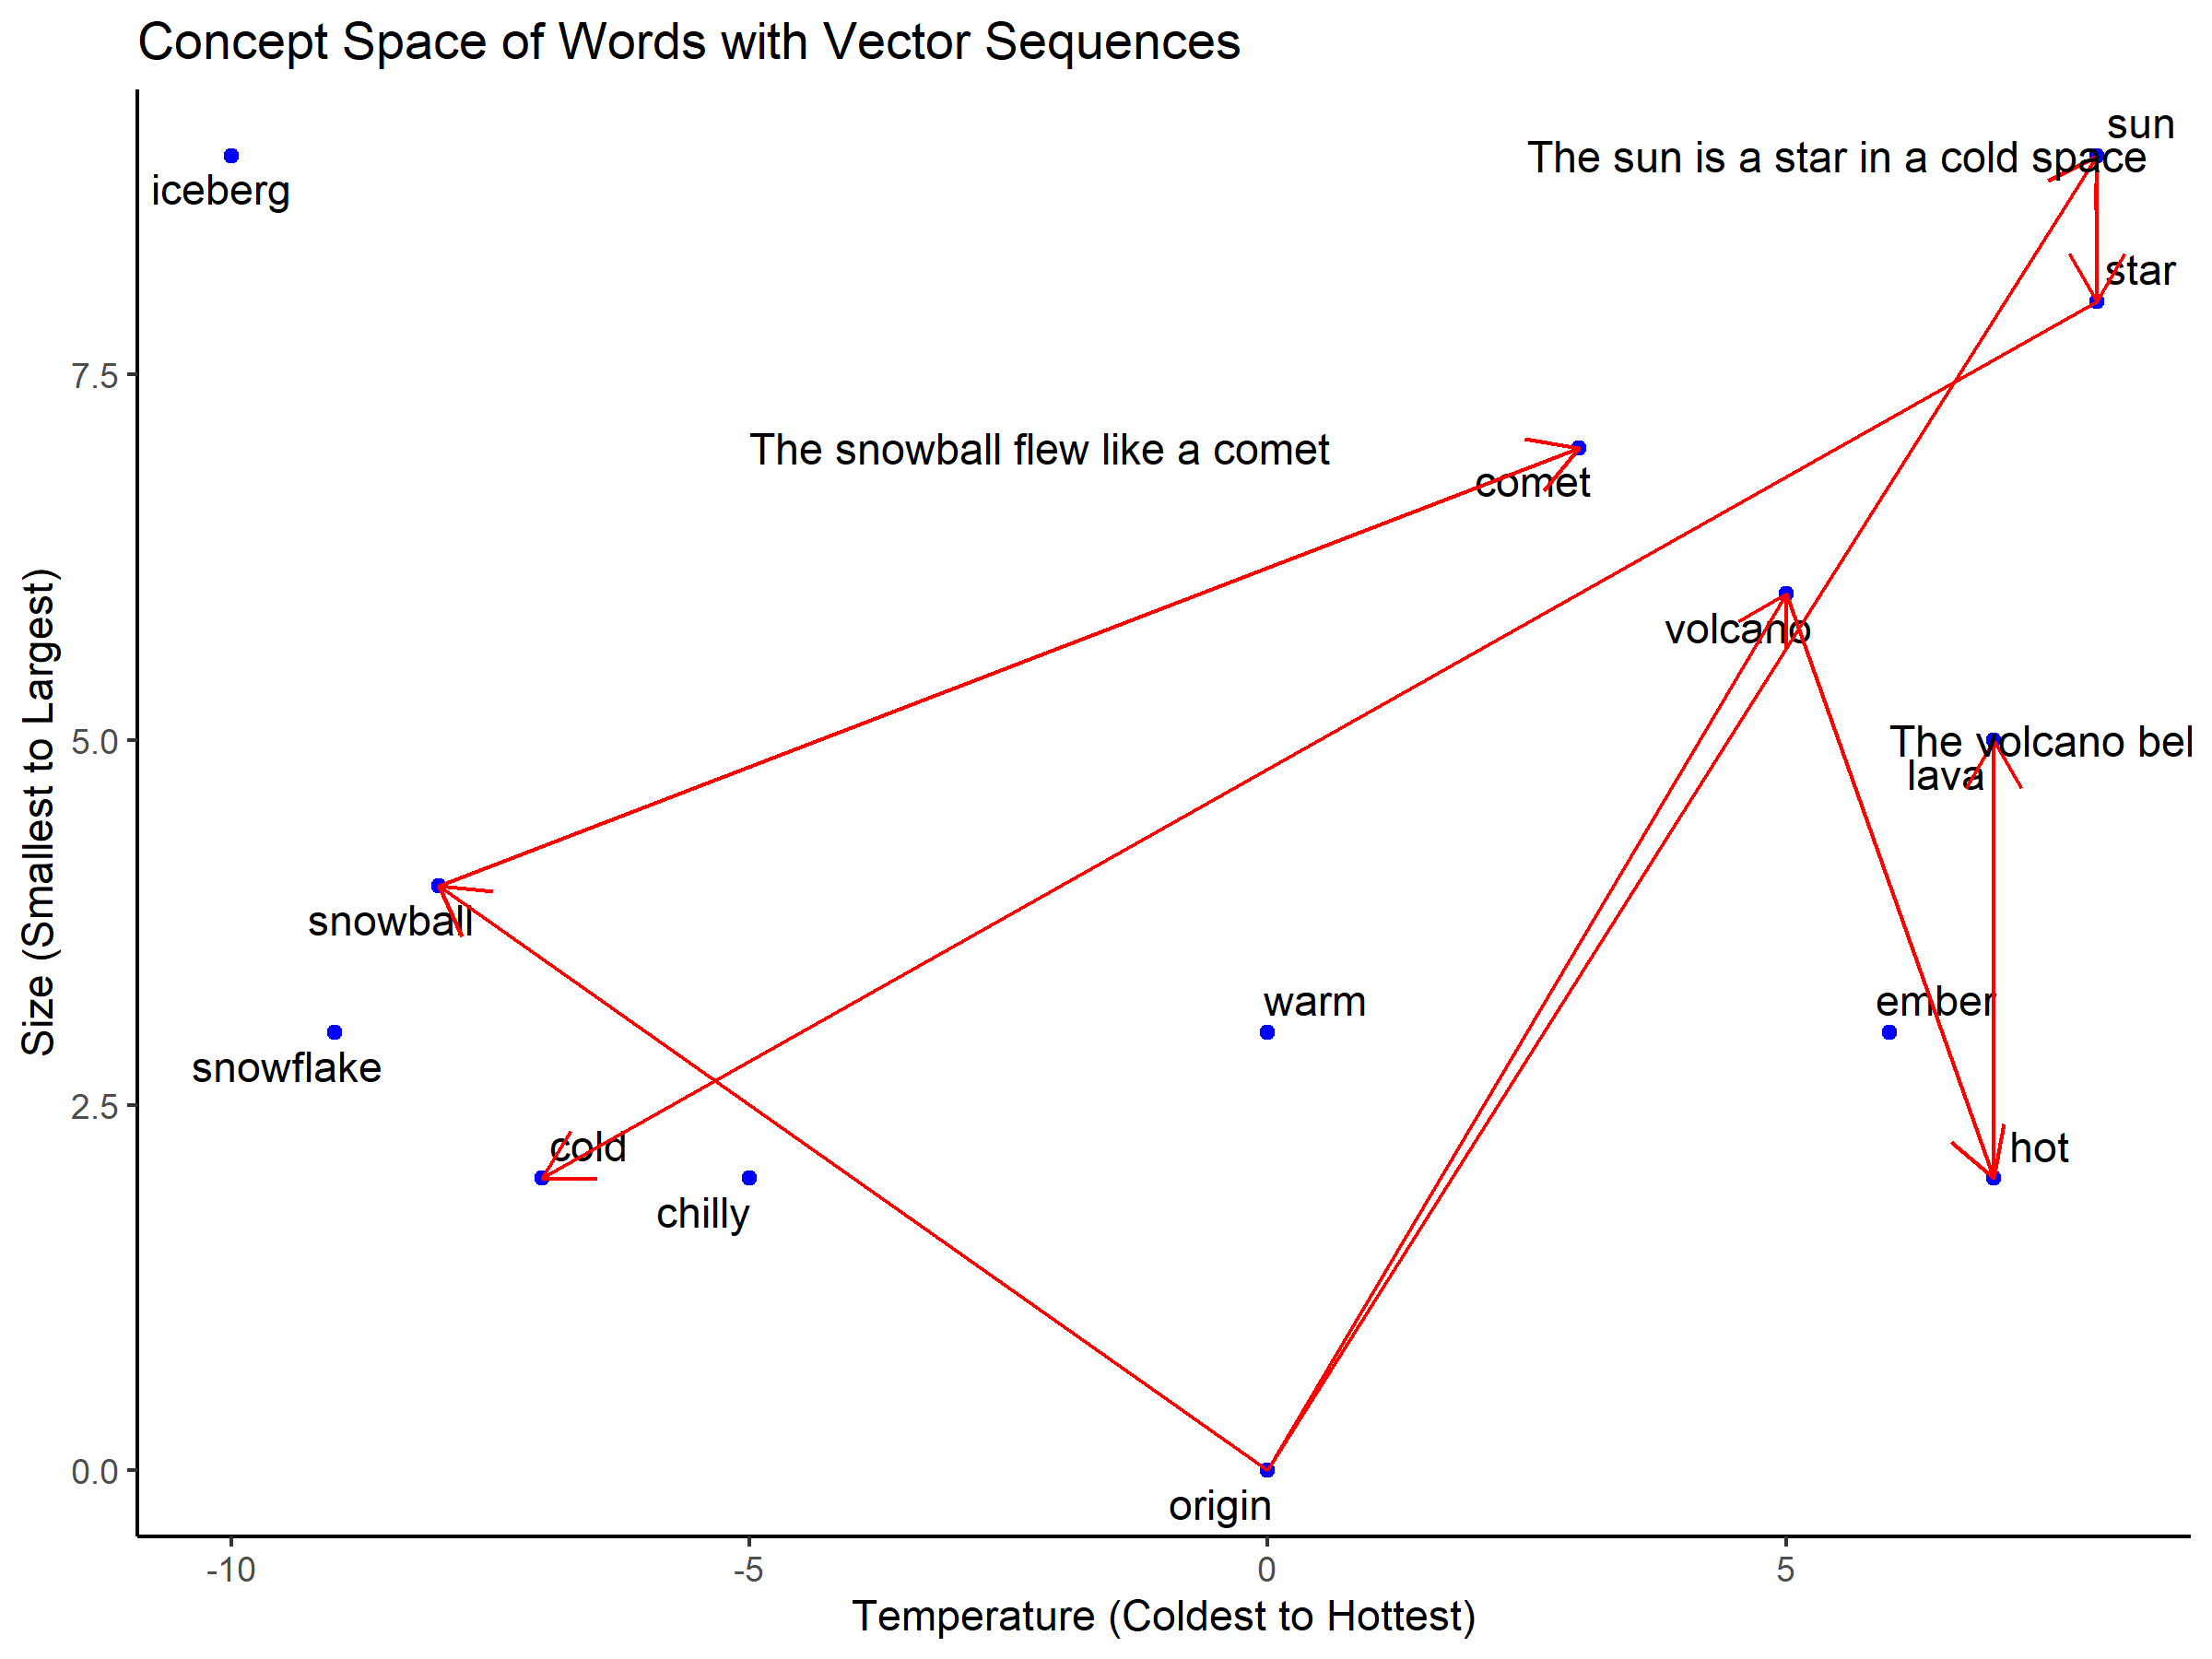 Concept Space of Words with Vector Sequences
sun
The sun is a star in a cold space
iceberg
star
7.5
The snowball flew like a comet
comet
volcano
5.0
The volcano bel
lava
snowball
warm
ember
snowflake
2.5
cold
hot
chilly
0.0
origin
-10 -5 0 5
Temperature (Coldest to Hottest)
Size (Smallest to Largest)